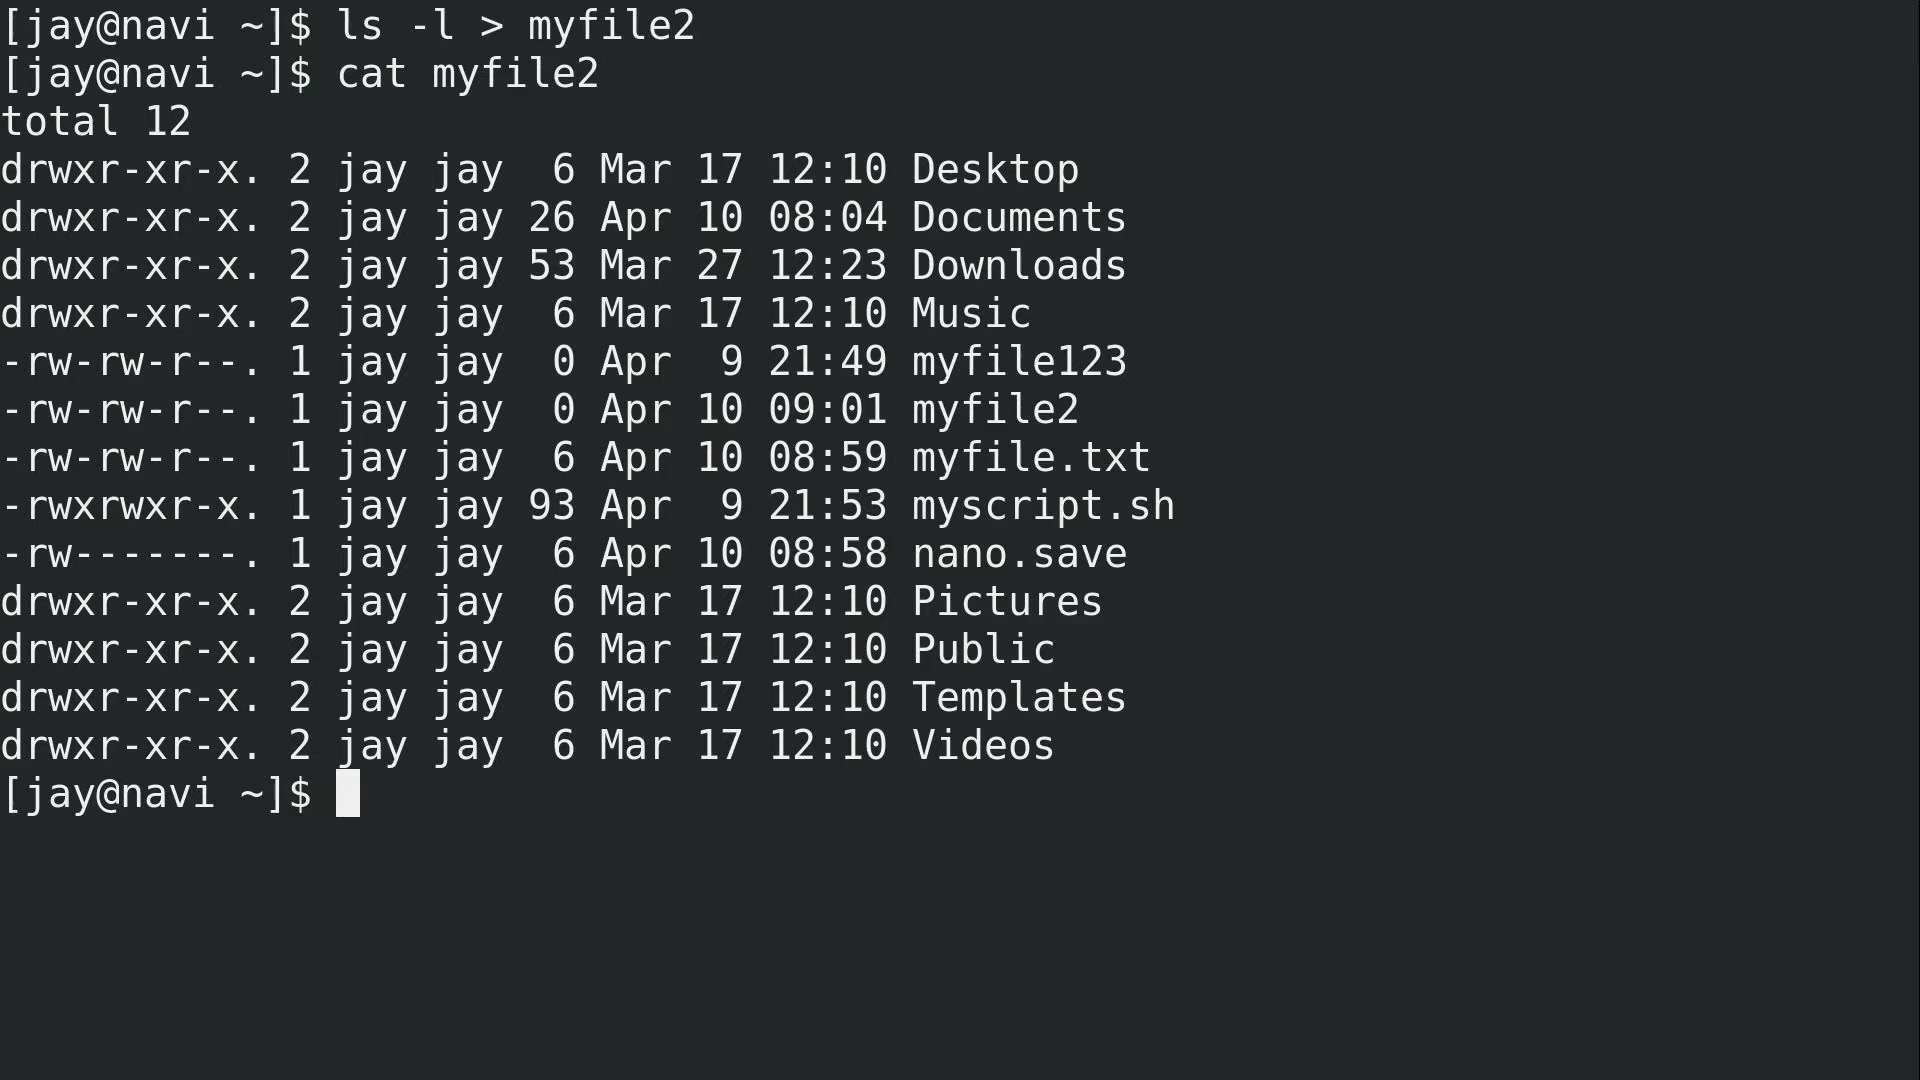 [jay@navi ~]$ ls -l > myfile2
[jay@navi ~]$ cat myfile2
total 12
drwxr-xr-x. 2 jay jay  6 Mar 17 12:10 Desktop
drwxr-xr-x. 2 jay jay 26 Apr 10 08:04 Documents
drwxr-xr-x. 2 jay jay 53 Mar 27 12:23 Downloads
drwxr-xr-x. 2 jay jay  6 Mar 17 12:10 Music
-rw-rw-r--. 1 jay jay  0 Apr  9 21:49 myfile123
-rw-rw-r--. 1 jay jay  0 Apr 10 09:01 myfile2
-rw-rw-r--. 1 jay jay  6 Apr 10 08:59 myfile.txt
-rwxrwxr-x. 1 jay jay 93 Apr  9 21:53 myscript.sh
-rw-------. 1 jay jay  6 Apr 10 08:58 nano.save
drwxr-xr-x. 2 jay jay  6 Mar 17 12:10 Pictures
drwxr-xr-x. 2 jay jay  6 Mar 17 12:10 Public
drwxr-xr-x. 2 jay jay  6 Mar 17 12:10 Templates
drwxr-xr-x. 2 jay jay  6 Mar 17 12:10 Videos
[jay@navi ~]$